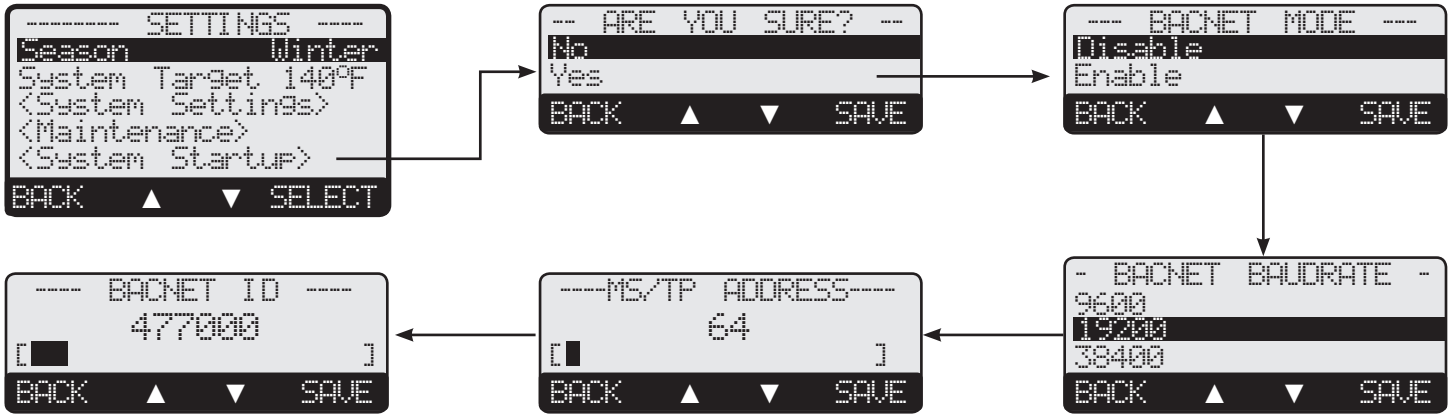 -------- SETTINGS ----
Season Winter
System Target 140°F
<System Settings>
<Maintenance>
<System Startup>
BACK ▲ ▼ SELECT
-- ARE YOU SURE? --
No
Yes
BACK ▲ ▼ SAVE
--- BACNET MODE ---
Disable
Enable
BACK ▲ ▼ SAVE
- BACNET BAUDRATE -
9600
19200
38400
BACK ▲ ▼ SAVE
----MS/TP ADDRESS----
64
[ ]
BACK ▲ ▼ SAVE
---- BACNET ID ----
477000
[ ]
BACK ▲ ▼ SAVE